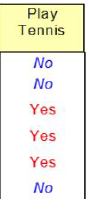 Play
Tennis
No
No
Yes
Yes
Yes
No